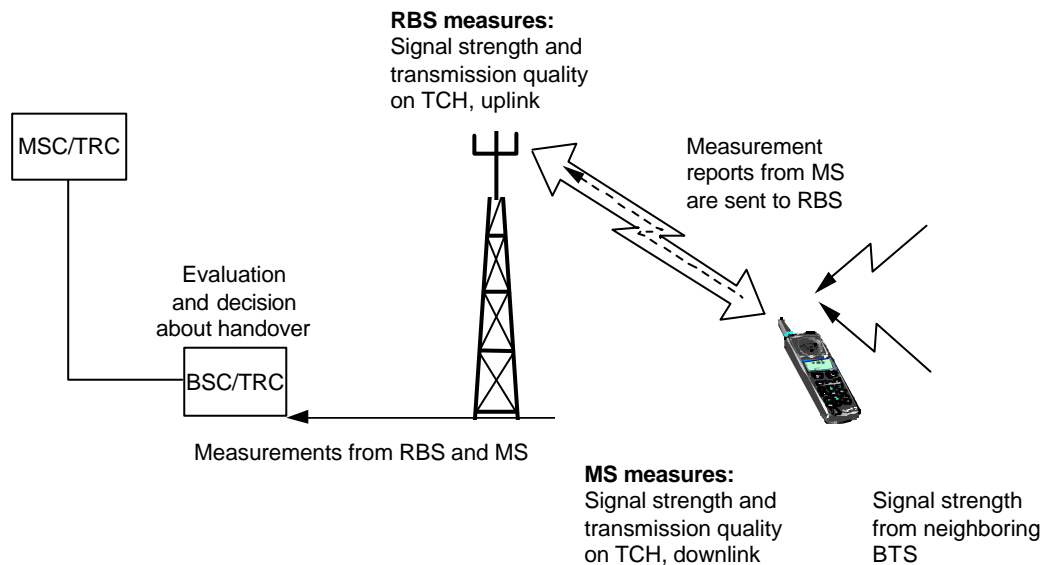 RBS measures:
Signal strength and
transmission quality
on TCH, uplink
MSC/TRC
Measurement
reports from MS
are sent to RBS
Evaluation
and decision
about handover
BSC/TRC
Measurements from RBS and MS
MS measures:
Signal strength and
transmission quality
on TCH, downlink
Signal strength
from neighboring
BTS